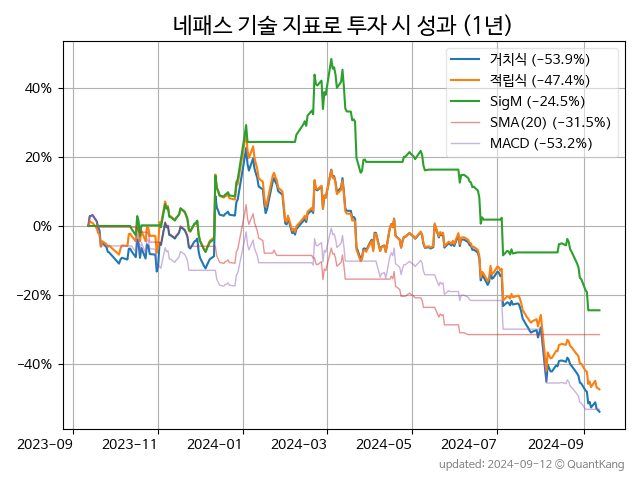 네패스 기술 지표로 투자 시 성과 (1년)
거치식 (−53.9%)
적립식 (−47.4%)
SigM (−24.5%)
SMA(20) (−31.5%)
MACD (−53.2%)
40%
20%
0%
−20%
−40%
2023-09
2023-11
2024-01
2024-03
2024-05
2024-07
2024-09
updated: 2024-09-12 ⓒ QuantKang